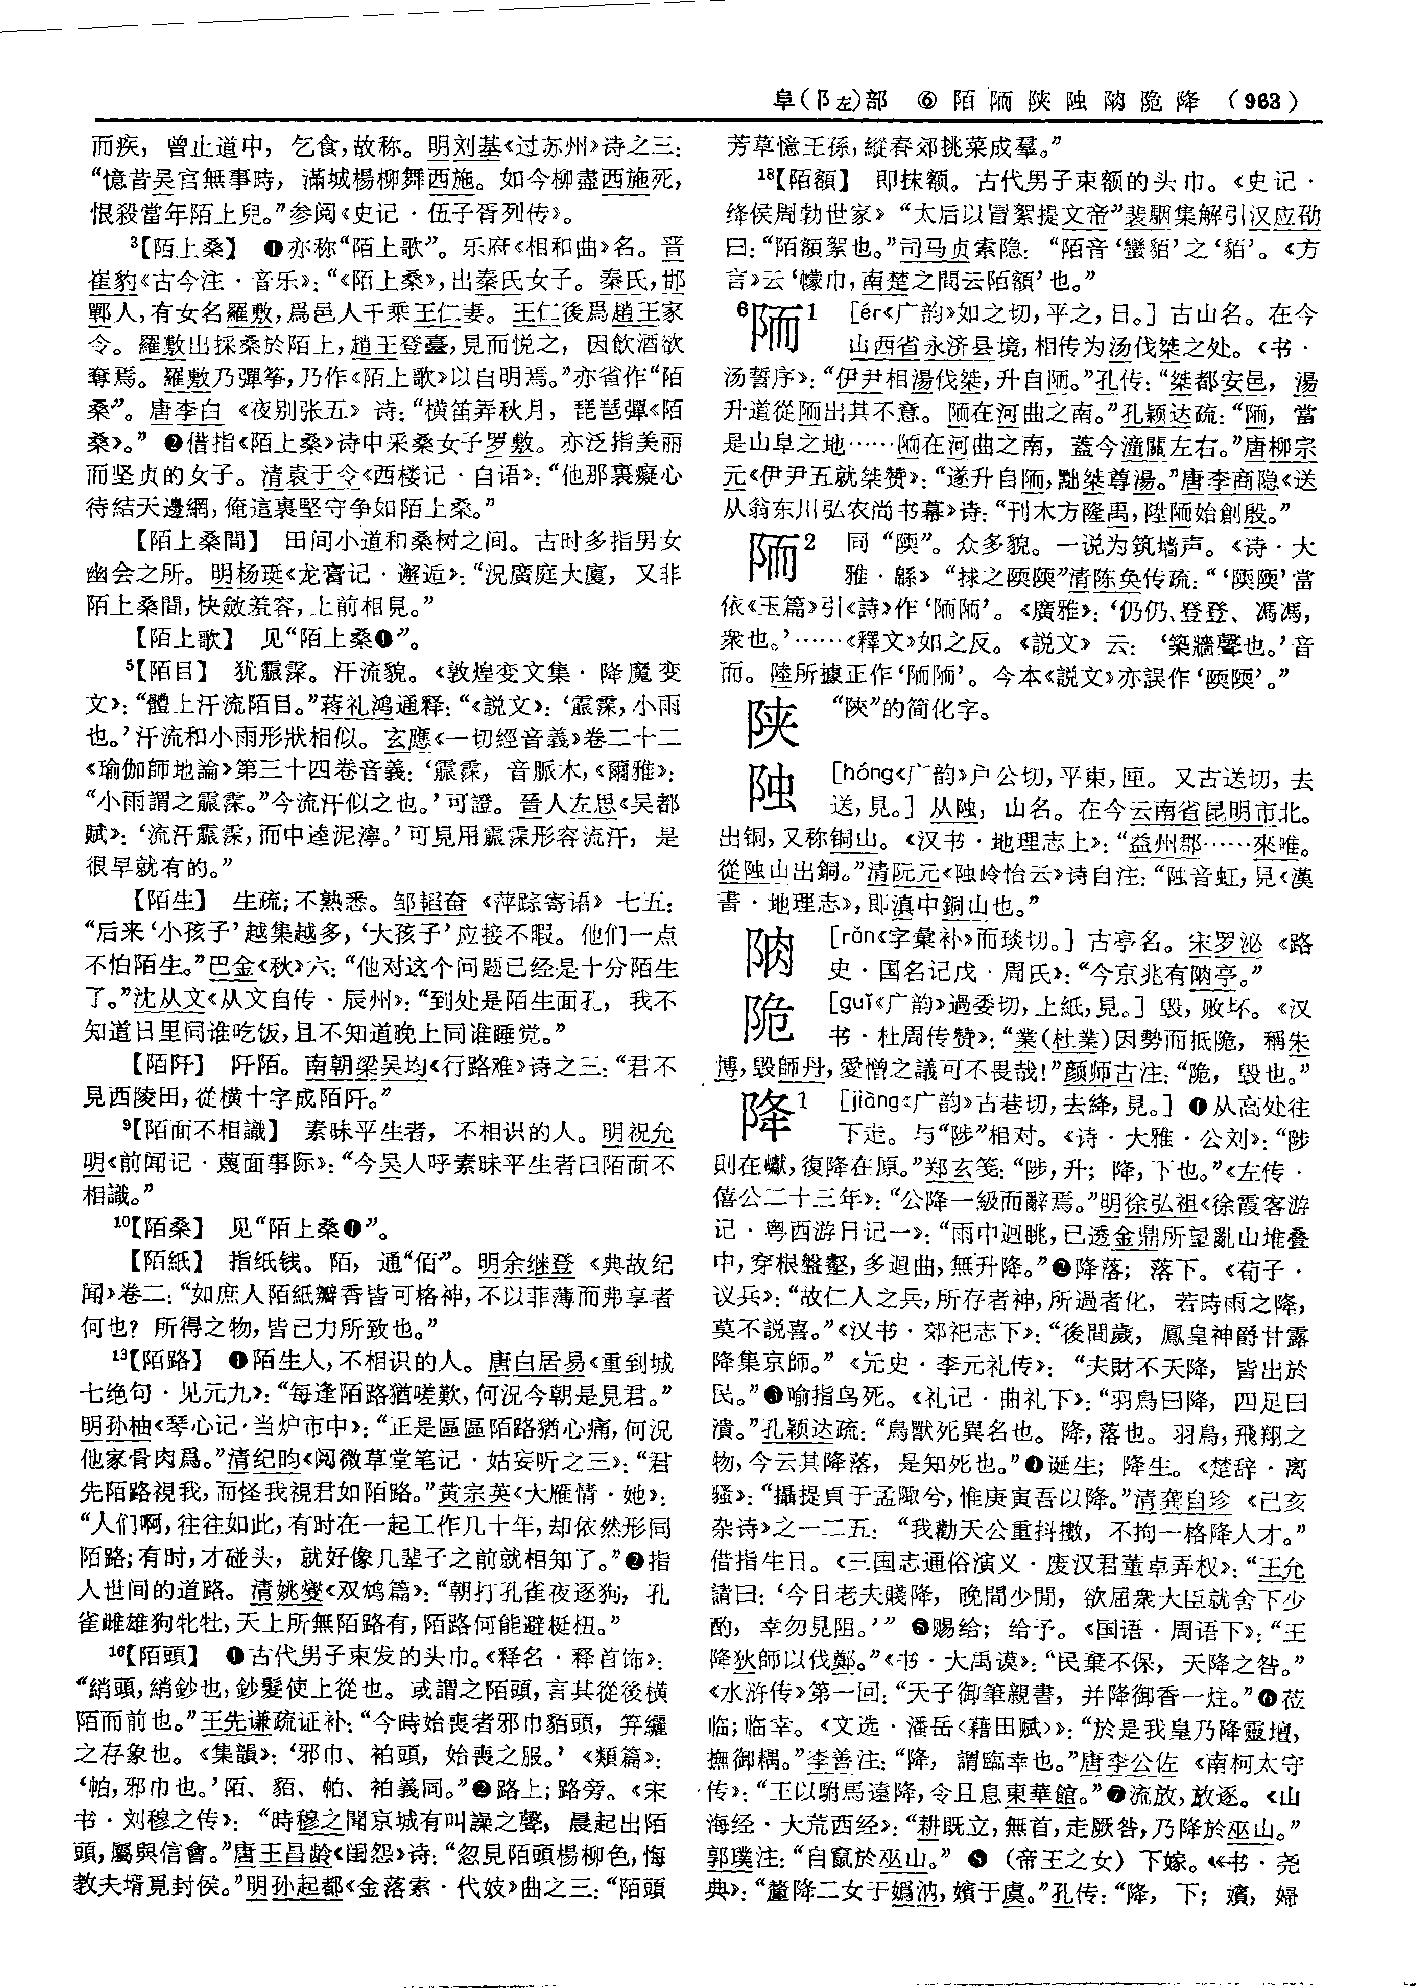 阜(阝左)部 ⑥ 陌陑陕䧆䧈陒降 (963)
而疾，曾止道中，乞食，故称。明刘基《过苏州》诗之三：
“憶昔吴宫無事時，滿城楊柳舞西施。如今柳盡西施死，
恨殺當年陌上兒。”参阅《史记·伍子胥列传》。
³【陌上桑】 ❶亦称“陌上歌”。乐府《相和曲》名。晋
崔豹《古今注·音乐》：“《陌上桑》，出秦氏女子。秦氏，邯
鄲人，有女名羅敷，爲邑人千乘王仁妻。王仁後爲趙王家
令。羅敷出採桑於陌上，趙王登臺，見而悦之，因飲酒欲
奪焉。羅敷乃彈筝，乃作《陌上歌》以自明焉。”亦省作“陌
桑”。唐李白《夜别张五》诗：“横笛弄秋月，琵琶彈《陌
桑》。” ❷借指《陌上桑》诗中采桑女子罗敷。亦泛指美丽
而坚贞的女子。清袁于令《西楼记·自语》：“他那裏癡心
待結天邊網，俺這裏堅守争如陌上桑。”
【陌上桑間】 田间小道和桑树之间。古时多指男女
幽会之所。明杨珽《龙膏记·邂逅》：“況廣庭大廈，又非
陌上桑間，快斂羞容，上前相見。”
【陌上歌】 见“陌上桑❶”。
⁵【陌目】 犹霢霂。汗流貌。《敦煌变文集·降魔变
文》：“體上汗流陌目。”蒋礼鸿通释：“《説文》：‘霢霂，小雨
也。’汗流和小雨形狀相似。玄應《一切經音義》卷二十二
《瑜伽師地論》第三十四卷音義：‘霢霂，音脈木，《爾雅》：
“小雨謂之霢霂。”今流汗似之也。’可證。晉人左思《吴都
賦》：‘流汗霢霂，而中逵泥濘。’可見用霢霂形容流汗，是
很早就有的。”
【陌生】 生疏；不熟悉。邹韬奋《萍踪寄语》七五：
“后来‘小孩子’越集越多，‘大孩子’应接不暇。他们一点
不怕陌生。”巴金《秋》六：“他对这个问题已经是十分陌生
了。”沈从文《从文自传·辰州》：“到处是陌生面孔，我不
知道日里同谁吃饭，且不知道晚上同谁睡觉。”
【陌阡】 阡陌。南朝梁吴均《行路难》诗之三：“君不
見西陵田，從横十字成陌阡。”
⁹【陌面不相識】 素昧平生者，不相识的人。明祝允
明《前闻记·蔑面事际》：“今吴人呼素昧平生者曰陌面不
相識。”
¹⁰【陌桑】 见“陌上桑❶”。
【陌紙】 指纸钱。陌，通“佰”。明余继登《典故纪
闻》卷二：“如庶人陌紙瓣香皆可格神，不以菲薄而弗享者
何也？所得之物，皆己力所致也。”
¹³【陌路】 ❶陌生人，不相识的人。唐白居易《重到城
七绝句·见元九》：“每逢陌路猶嗟歎，何況今朝是見君。”
明孙柚《琴心记·当炉市中》：“正是區區陌路猶心痛，何況
他家骨肉爲。”清纪昀《阅微草堂笔记·姑妄听之三》：“君
先陌路視我，而怪我視君如陌路。”黄宗英《大雁情·她》：
“人们啊，往往如此，有时在一起工作几十年，却依然形同
陌路；有时，才碰头，就好像几辈子之前就相知了。”❷指
人世间的道路。清姚燮《双鸩篇》：“朝打孔雀夜逐狗，孔
雀雌雄狗牝牡，天上所無陌路有，陌路何能避梃杻。”
¹⁶【陌頭】 ❶古代男子束发的头巾。《释名·释首饰》：
“綃頭，綃鈔也，鈔髮使上從也。或謂之陌頭，言其從後横
陌而前也。”王先谦疏证补：“今時始喪者邪巾貊頭，笄纚
之存象也。《集韻》：‘邪巾、袹頭，始喪之服。’《類篇》：
‘帕，邪巾也。’陌、貊、帕、袹義同。”❷路上；路旁。《宋
书·刘穆之传》：“時穆之聞京城有叫譟之聲，晨起出陌
頭，屬與信會。”唐王昌龄《闺怨》诗：“忽見陌頭楊柳色，悔
教夫壻覓封侯。”明孙起都《金落索·代妓》曲之三：“陌頭
芳草憶王孫，縱春郊挑菜成羣。”
¹⁸【陌額】 即抹额。古代男子束额的头巾。《史记·
绛侯周勃世家》“太后以冒絮提文帝”裴駰集解引汉应劭
曰：“陌額絮也。”司马贞索隐：“陌音‘蠻貊’之‘貊’。《方
言》云‘幪巾，南楚之間云陌額’也。”
⁶陑¹ [ér《广韵》如之切，平之，日。] 古山名。在今
山西省永济县境，相传为汤伐桀之处。《书·
汤誓序》：“伊尹相湯伐桀，升自陑。”孔传：“桀都安邑，湯
升道從陑出其不意。陑在河曲之南。”孔颖达疏：“陑，當
是山阜之地……陑在河曲之南，蓋今潼關左右。”唐柳宗
元《伊尹五就桀赞》：“遂升自陑，黜桀尊湯。”唐李商隐《送
从翁东川弘农尚书幕》诗：“刊木方隆禹，陞陑始創殷。”
陑² 同“陾”。众多貌。一说为筑墙声。《诗·大
雅·緜》“捄之陾陾”清陈奂传疏：“‘陾陾’當
依《玉篇》引《詩》作‘陑陑’。《廣雅》：‘仍仍、登登、馮馮，
衆也。’……《釋文》如之反。《説文》云：‘築牆聲也。’音
而。陸所據正作‘陑陑’。今本《説文》亦誤作‘陾陾’。”
陕 “陝”的简化字。
䧆 [hóng《广韵》户公切，平東，匣。又古送切，去
送，見。] 从䧆，山名。在今云南省昆明市北。
出铜，又称铜山。《汉书·地理志上》：“益州郡……來唯。
從䧆山出銅。”清阮元《䧆岭怡云》诗自注：“䧆音虹，見《漢
書·地理志》，即滇中銅山也。”
䧈 [rǎn《字彙补》而琰切。] 古亭名。宋罗泌《路
史·国名记戊·周氏》：“今京兆有䧈亭。”
陒 [guǐ《广韵》過委切，上紙，見。] 毁，败坏。《汉
书·杜周传赞》：“業(杜業)因勢而抵陒，稱朱
博，毁師丹，愛憎之議可不畏哉！”颜师古注：“陒，毁也。”
降¹ [jiàng《广韵》古巷切，去絳，見。] ❶从高处往
下走。与“陟”相对。《诗·大雅·公刘》：“陟
則在巘，復降在原。”郑玄笺：“陟，升；降，下也。”《左传·
僖公二十三年》：“公降一級而辭焉。”明徐弘祖《徐霞客游
记·粤西游日记一》：“雨中迴眺，已透金鼎所望亂山堆叠
中，穿根盤壑，多迴曲，無升降。”❷降落；落下。《荀子·
议兵》：“故仁人之兵，所存者神，所過者化，若時雨之降，
莫不説喜。”《汉书·郊祀志下》：“後間歲，鳳皇神爵甘露
降集京師。”《元史·李元礼传》：“夫財不天降，皆出於
民。”❸喻指鸟死。《礼记·曲礼下》：“羽鳥曰降，四足曰
漬。”孔颖达疏：“鳥獸死異名也。降，落也。羽鳥，飛翔之
物，今云其降落，是知死也。”❹诞生；降生。《楚辞·离
骚》：“攝提貞于孟陬兮，惟庚寅吾以降。”清龚自珍《己亥
杂诗》之一二五：“我勸天公重抖擻，不拘一格降人才。”
借指生日。《三国志通俗演义·废汉君董卓弄权》：“王允
請曰：‘今日老夫賤降，晚間少閒，欲屈衆大臣就舍下少
酌，幸勿見阻。’” ❺赐给；给予。《国语·周语下》：“王
降狄師以伐鄭。”《书·大禹谟》：“民棄不保，天降之咎。”
《水浒传》第一回：“天子御筆親書，并降御香一炷。”❻莅
临；临幸。《文选·潘岳〈藉田赋〉》：“於是我皇乃降靈壇，
撫御耦。”李善注：“降，謂臨幸也。”唐李公佐《南柯太守
传》：“王以駙馬遠降，令且息東華館。”❼流放，放逐。《山
海经·大荒西经》：“耕既立，無首，走厥咎，乃降於巫山。”
郭璞注：“自竄於巫山。” ❽（帝王之女）下嫁。《书·尧
典》：“釐降二女于嬀汭，嬪于虞。”孔传：“降，下；嬪，婦